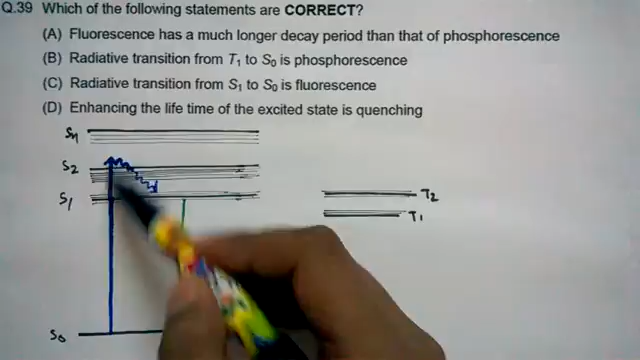 Q.39 Which of the following statements are CORRECT?
(A) Fluorescence has a much longer decay period than that of phosphorescence
(B) Radiative transition from T1 to S0 is phosphorescence
(C) Radiative transition from S1 to S0 is fluorescence
(D) Enhancing the life time of the excited state is quenching
Sn
S2
S1
T2
T1
S0